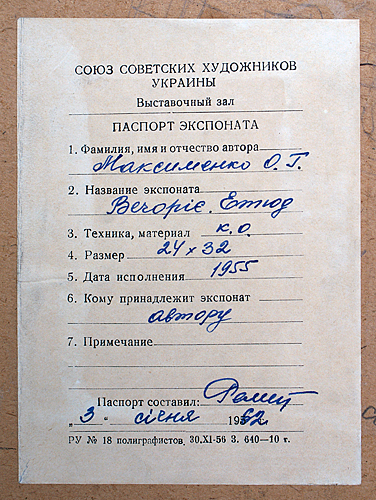 СОЮЗ СОВЕТСКИХ ХУДОЖНИКОВ
УКРАИНЫ
Выставочный зал
ПАСПОРТ ЭКСПОНАТА
1. Фамилия, имя и отчество автора
Максименко О. Г.
2. Название экспоната
Вечоріє. Етюд
3. Техника, материал к. о.
4. Размер 24 х 32
5. Дата исполнения 1955
6. Кому принадлежит экспонат
автору
7. Примечание
Паспорт составил:
„3 “ січня 1962.
РУ № 18 полиграфистов. 30.XI-56 З. 640—10 т.